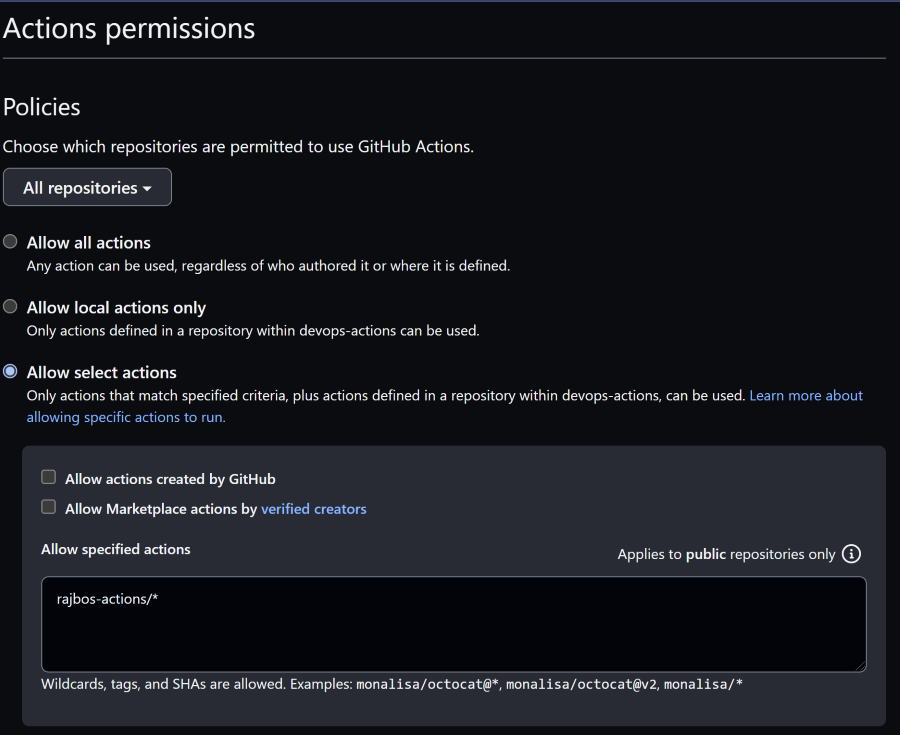 Actions permissions
Policies
Choose which repositories are permitted to use GitHub Actions.
All repositories
Allow all actions
Any action can be used, regardless of who authored it or where it is defined.
Allow local actions only
Only actions defined in a repository within devops-actions can be used.
Allow select actions
Only actions that match specified criteria, plus actions defined in a repository within devops-actions, can be used. Learn more about
allowing specific actions to run.
Allow actions created by GitHub
Allow Marketplace actions by verified creators
Allow specified actions
Applies to public repositories only
rajbos-actions/*
Wildcards, tags, and SHAs are allowed. Examples: monalisa/octocat@*, monalisa/octocat@v2, monalisa/*